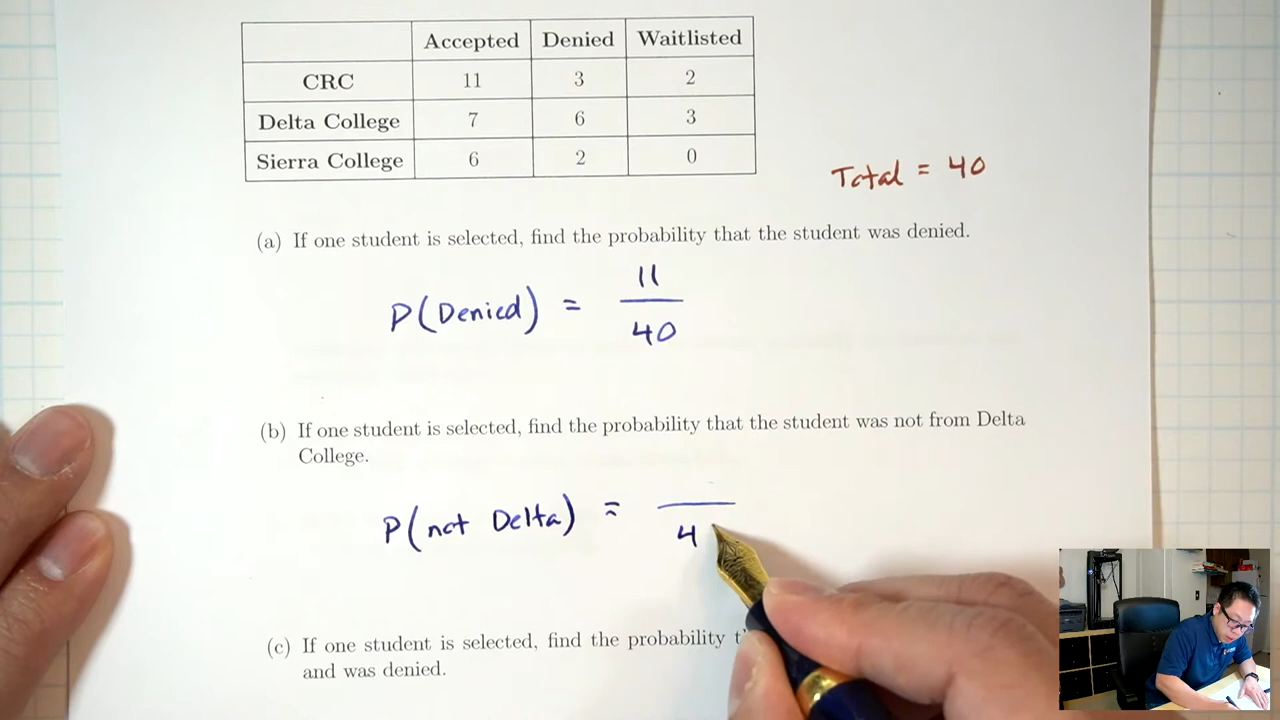 Accepted Denied Waitlisted
CRC 11 3 2
Delta College 7 6 3
Sierra College 6 2 0
Total = 40
(a) If one student is selected, find the probability that the student was denied.
P(Denied) = 11/40
(b) If one student is selected, find the probability that the student was not from Delta
College.
P(not Delta) = /4
(c) If one student is selected, find the probability
and was denied.